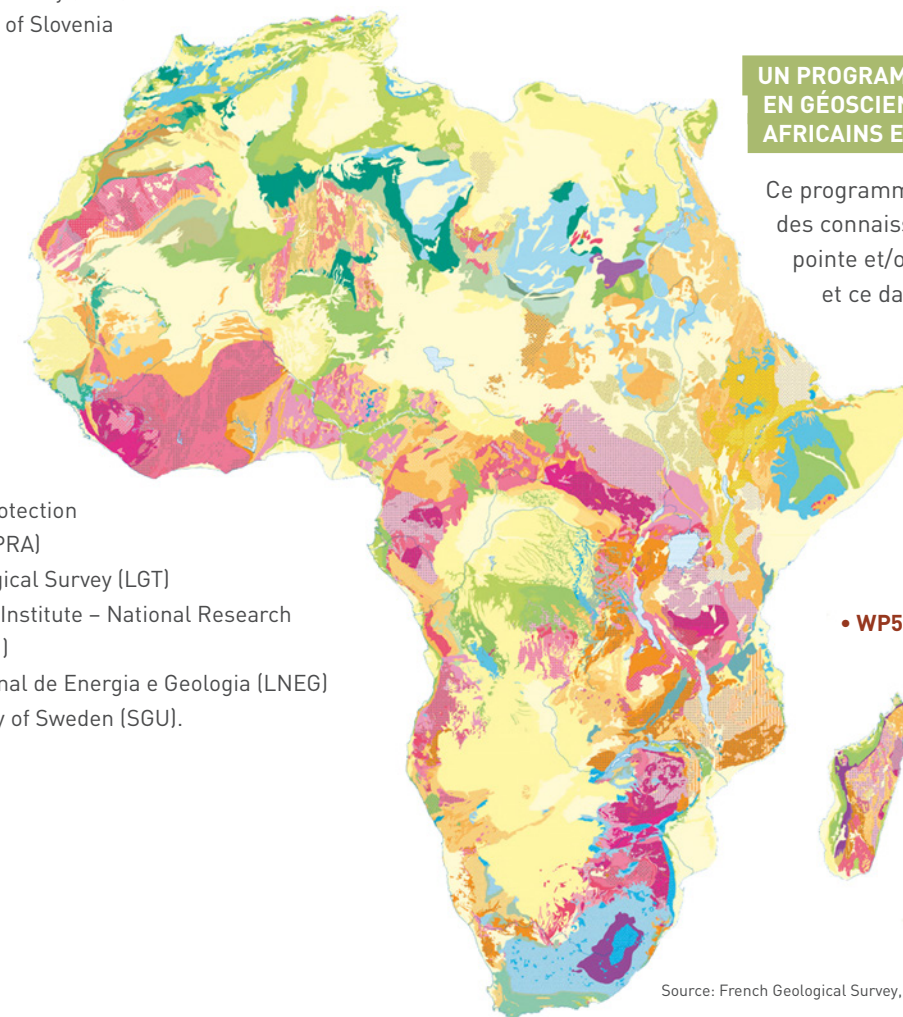 of Slovenia
otection
PRA)
gical Survey (LGT)
Institute – National Research
)
nal de Energia e Geologia (LNEG)
y of Sweden (SGU).
UN PROGRAM
EN GÉOSCIEN
AFRICAINS E
Ce programm
des connaiss
pointe et/o
et ce da
• WP5
Source: French Geological Survey,